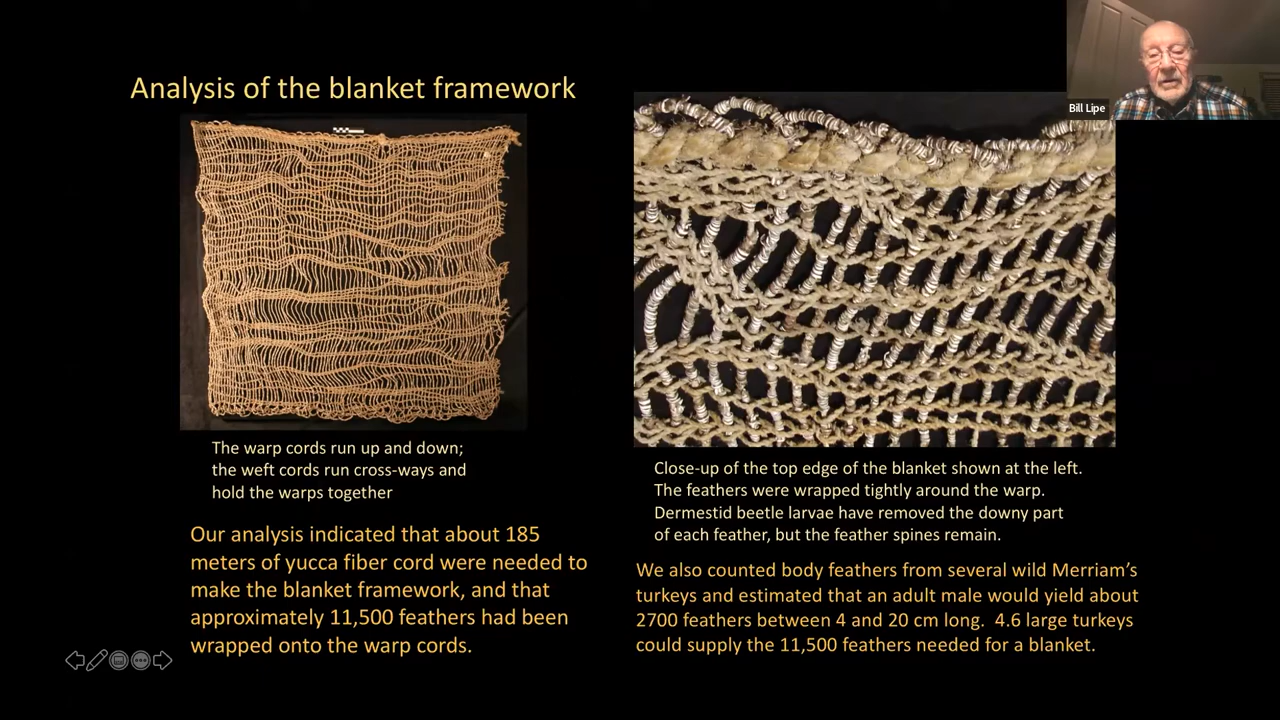 Analysis of the blanket framework
Bill Lipe
The warp cords run up and down;
the weft cords run cross-ways and
hold the warps together
Our analysis indicated that about 185
meters of yucca fiber cord were needed to
make the blanket framework, and that
approximately 11,500 feathers had been
wrapped onto the warp cords.
Close-up of the top edge of the blanket shown at the left.
The feathers were wrapped tightly around the warp.
Dermestid beetle larvae have removed the downy part
of each feather, but the feather spines remain.
We also counted body feathers from several wild Merriam’s
turkeys and estimated that an adult male would yield about
2700 feathers between 4 and 20 cm long.  4.6 large turkeys
could supply the 11,500 feathers needed for a blanket.